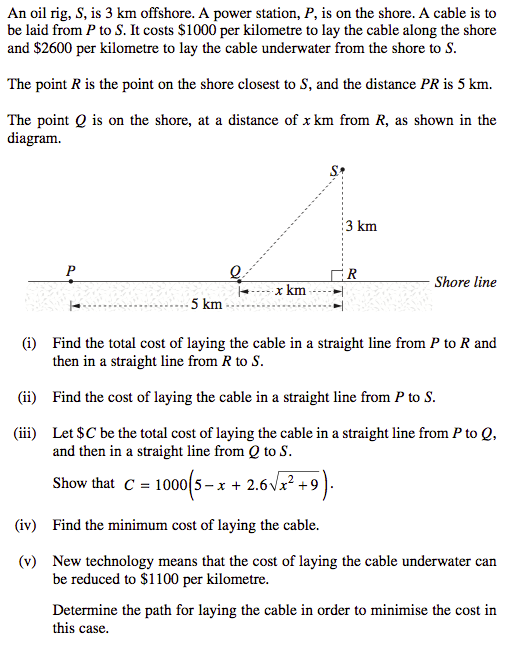 An oil rig, S, is 3 km offshore. A power station, P, is on the shore. A cable is to
be laid from P to S. It costs $1000 per kilometre to lay the cable along the shore
and $2600 per kilometre to lay the cable underwater from the shore to S.
The point R is the point on the shore closest to S, and the distance PR is 5 km.
The point Q is on the shore, at a distance of x km from R, as shown in the
diagram.
S
3 km
P
Q
R
Shore line
x km
5 km
(i) Find the total cost of laying the cable in a straight line from P to R and
then in a straight line from R to S.
(ii) Find the cost of laying the cable in a straight line from P to S.
(iii) Let $C be the total cost of laying the cable in a straight line from P to Q,
and then in a straight line from Q to S.
Show that C = 1000(5 − x + 2.6√(x² + 9)).
(iv) Find the minimum cost of laying the cable.
(v) New technology means that the cost of laying the cable underwater can
be reduced to $1100 per kilometre.
Determine the path for laying the cable in order to minimise the cost in
this case.